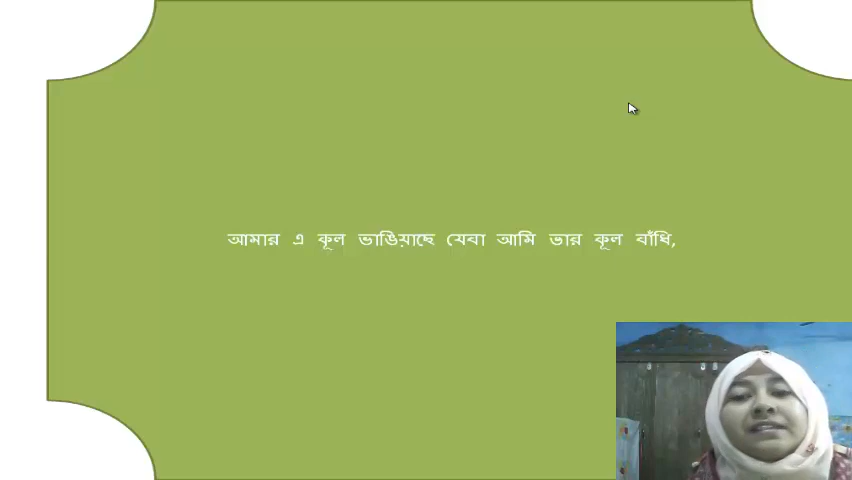 আমার এ কূল ভাঙিয়াছে যেবা আমি তার কূল বাঁধি,